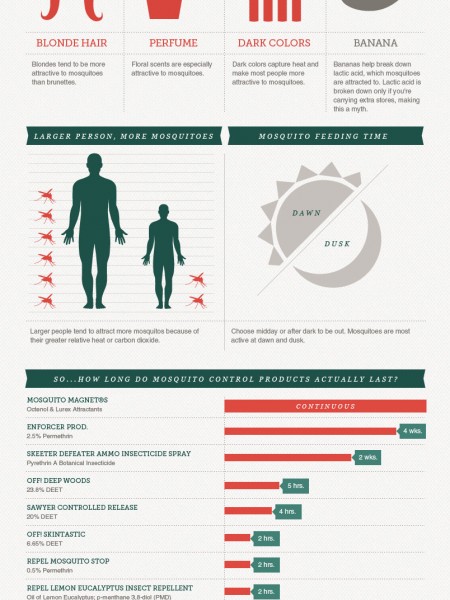 BLONDE HAIR
Blondes tend to be more
attractive to mosquitoes
than brunettes.
PERFUME
Floral scents are especially
attractive to mosquitoes.
DARK COLORS
Dark colors capture heat and
make most people more
attractive to mosquitoes.
BANANA
Bananas help break down
lactic acid, which mosquitoes
are attracted to. Lactic acid is
broken down only if you're
carrying extra stores, making
this a myth.
LARGER PERSON, MORE MOSQUITOES
Larger people tend to attract more mosquitos because of
their greater relative heat or carbon dioxide.
MOSQUITO FEEDING TIME
DAWN
DUSK
Choose midday or after dark to be out. Mosquitoes are most
active at dawn and dusk.
SO...HOW LONG DO MOSQUITO CONTROL PRODUCTS ACTUALLY LAST?
MOSQUITO MAGNET®S
Octenol & Lurex Attractants
CONTINUOUS
ENFORCER PROD.
2.5% Permethrin
4 wks.
SKEETER DEFEATER AMMO INSECTICIDE SPRAY
Pyrethrin A Botanical Insecticide
2 wks.
OFF! DEEP WOODS
23.8% DEET
5 hrs.
SAWYER CONTROLLED RELEASE
20% DEET
4 hrs.
OFF! SKINTASTIC
6.65% DEET
2 hrs.
REPEL MOSQUITO STOP
0.5% Permethrin
2 hrs.
REPEL LEMON EUCALYPTUS INSECT REPELLENT
Oil of Lemon Eucalyptus; p-menthane 3,8-diol (PMD)
2 hrs.